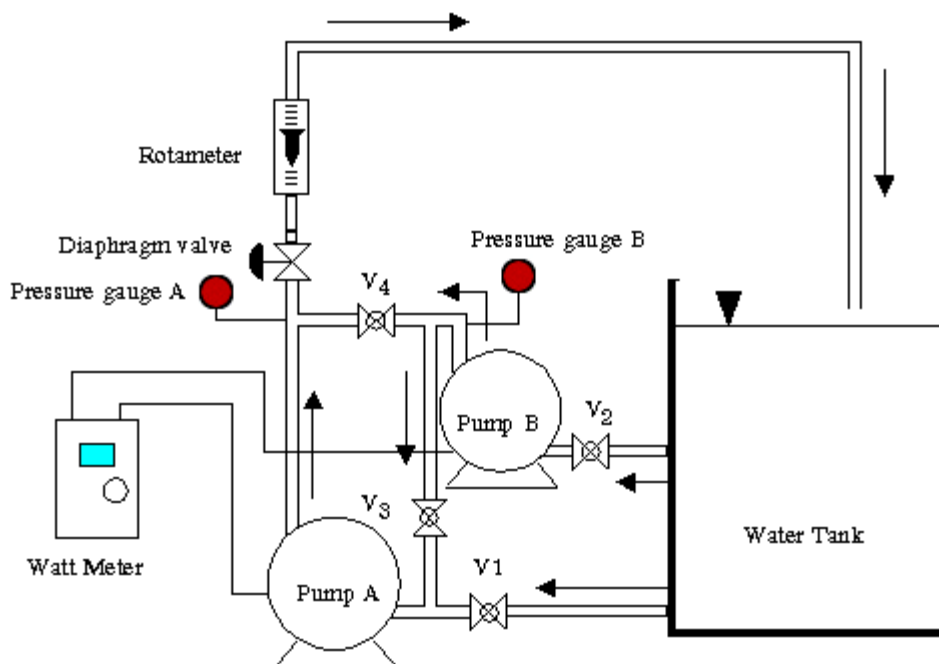 Rotameter
Diaphragm valve
Pressure gauge B
Pressure gauge A
V4
Pump B
V2
V3
Water Tank
Watt Meter
Pump A
V1